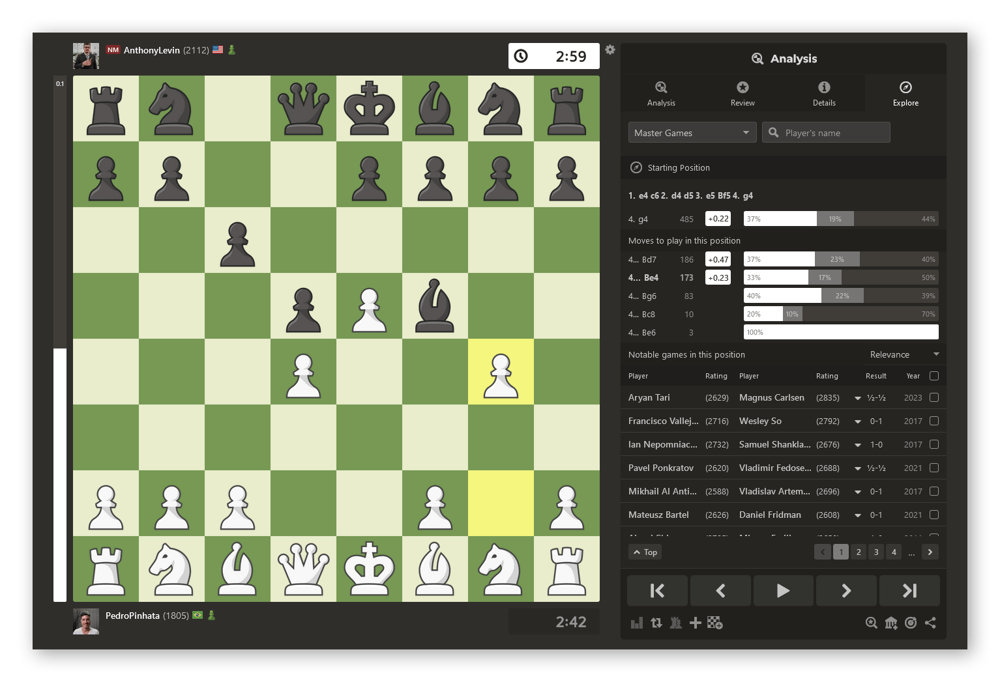 NM AnthonyLevin (2112)
2:59
0.1
PedroPinhata (1805)
2:42
Analysis
Analysis Review Details Explore
Master Games Player's name
Starting Position
1. e4 c6 2. d4 d5 3. e5 Bf5 4. g4
4. g4 485 +0.22 37% 19% 44%
Moves to play in this position
4... Bd7 186 +0.47 37% 23% 40%
4... Be4 173 +0.23 33% 17% 50%
4... Bg6 83 40% 22% 39%
4... Bc8 10 20% 10% 70%
4... Be6 3 100%
Notable games in this position Relevance
Player Rating Player Rating Result Year
Aryan Tari (2629) Magnus Carlsen (2835) ½-½ 2023
Francisco Vallej... (2716) Wesley So (2792) 0-1 2017
Ian Nepomniac... (2732) Samuel Shankla... (2676) 1-0 2017
Pavel Ponkratov (2620) Vladimir Fedose... (2688) ½-½ 2021
Mikhail Al Anti... (2588) Vladislav Artem... (2696) 0-1 2017
Mateusz Bartel (2626) Daniel Fridman (2608) 0-1 2021
Top 1 2 3 4 ...